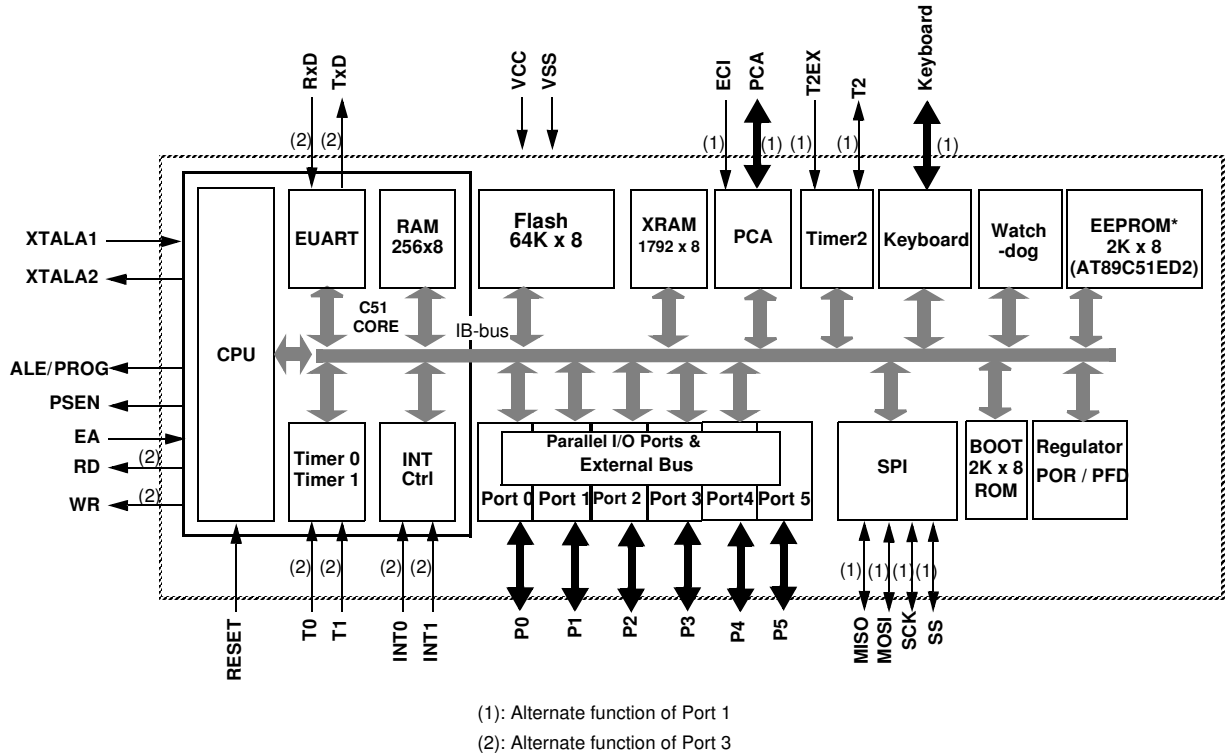 RxD
TxD
VCC
VSS
ECI
PCA
T2EX
T2
Keyboard
(2)
(2)
(1)
(1)
(1)
(1)
(1)
XTALA1
XTALA2
ALE/PROG
PSEN
EA
RD
(2)
WR
(2)
CPU
EUART
RAM
256x8
C51
CORE
IB-bus
Flash
64K x 8
XRAM
1792 x 8
PCA
Timer2
Keyboard
Watch
-dog
EEPROM*
2K x 8
(AT89C51ED2)
Timer 0
Timer 1
INT
Ctrl
Parallel I/O Ports &
External Bus
Port 0
Port 1
Port 2
Port 3
Port4
Port 5
SPI
BOOT
2K x 8
ROM
Regulator
POR / PFD
(2)
(2)
(2)
(2)
(1)
(1)
(1)
(1)
RESET
T0
T1
INT0
INT1
P0
P1
P2
P3
P4
P5
MISO
MOSI
SCK
SS
(1): Alternate function of Port 1
(2): Alternate function of Port 3